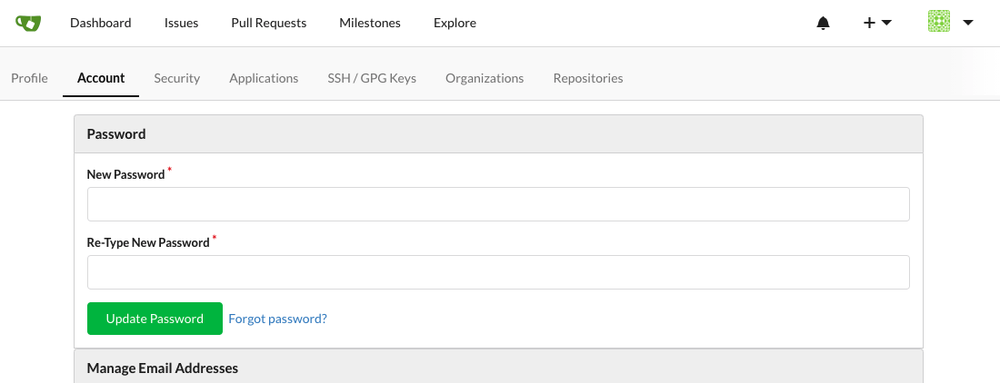 Dashboard Issues Pull Requests Milestones Explore
Profile Account Security Applications SSH / GPG Keys Organizations Repositories
Password
New Password *
Re-Type New Password *
Update Password Forgot password?
Manage Email Addresses